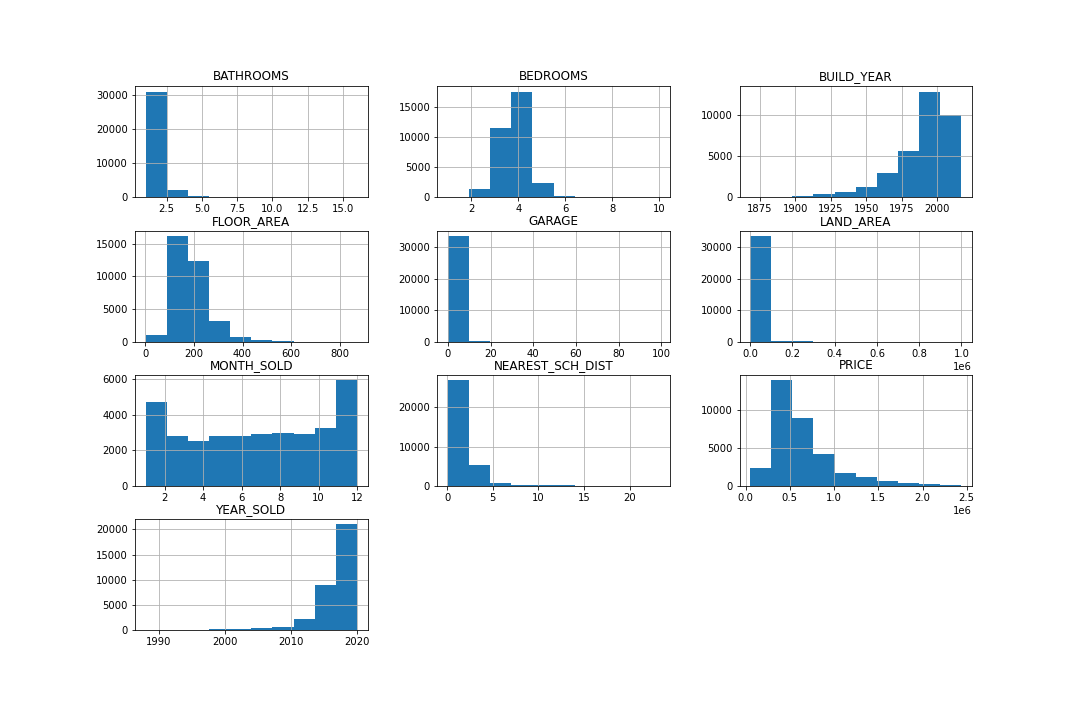 BATHROOMS
30000
20000
10000
0
2.5 5.0 7.5 10.0 12.5 15.0
BEDROOMS
15000
10000
5000
0
2 4 6 8 10
BUILD_YEAR
10000
5000
0
1875 1900 1925 1950 1975 2000
FLOOR_AREA
15000
10000
5000
0
0 200 400 600 800
GARAGE
30000
20000
10000
0
0 20 40 60 80 100
LAND_AREA
30000
20000
10000
0
0.0 0.2 0.4 0.6 0.8 1.0
1e6
MONTH_SOLD
6000
4000
2000
0
2 4 6 8 10 12
NEAREST_SCH_DIST
20000
10000
0
0 5 10 15 20
PRICE
10000
5000
0
0.0 0.5 1.0 1.5 2.0 2.5
1e6
YEAR_SOLD
20000
15000
10000
5000
0
1990 2000 2010 2020